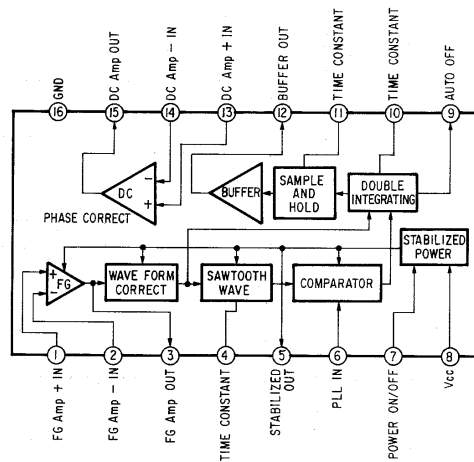 GND
DC Amp OUT
DC Amp - IN
DC Amp + IN
BUFFER OUT
TIME CONSTANT
TIME CONSTANT
AUTO OFF
16
15
14
13
12
11
10
9
-
+
DC
PHASE CORRECT
BUFFER
SAMPLE
AND
HOLD
DOUBLE
INTEGRATING
STABILIZED
POWER
+
-
FG
WAVE FORM
CORRECT
SAWTOOTH
WAVE
COMPARATOR
1
2
3
4
5
6
7
8
FG Amp + IN
FG Amp - IN
FG Amp OUT
TIME CONSTANT
STABILIZED
OUT
PLL IN
POWER ON/OFF
Vcc